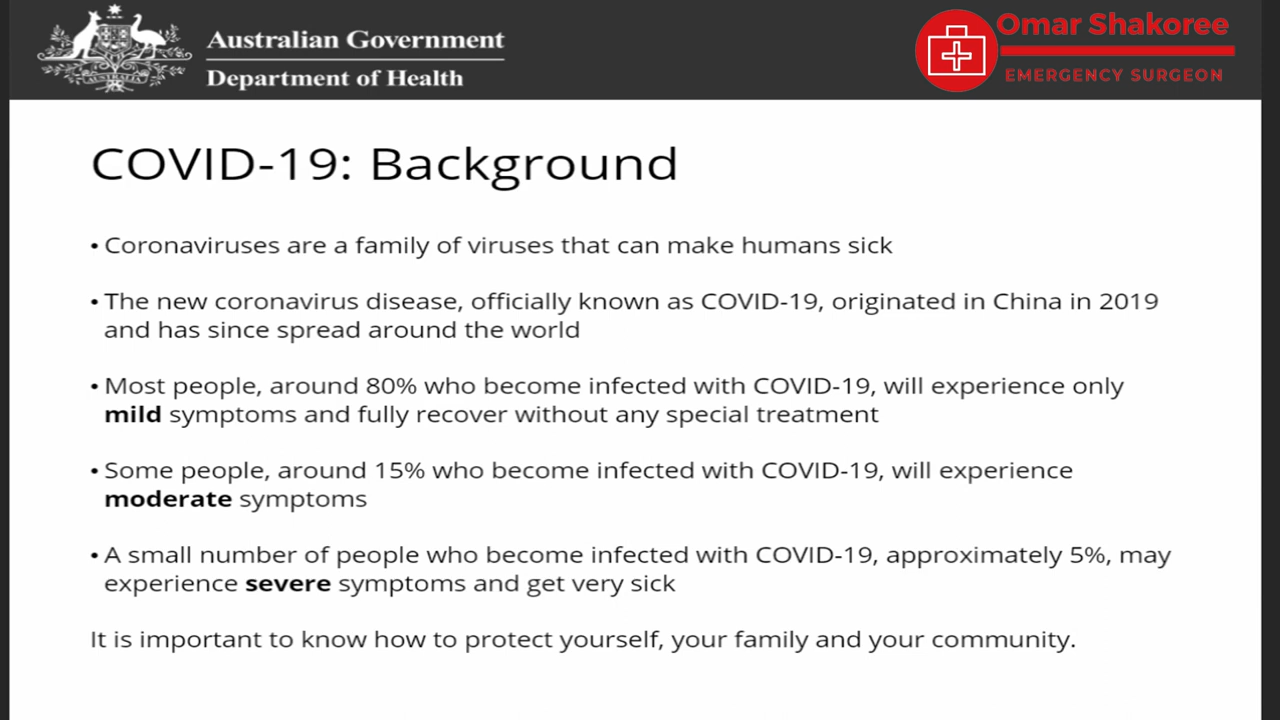 Australian Government
Department of Health
Omar Shakoree
EMERGENCY SURGEON
COVID-19: Background
• Coronaviruses are a family of viruses that can make humans sick
• The new coronavirus disease, officially known as COVID-19, originated in China in 2019
and has since spread around the world
• Most people, around 80% who become infected with COVID-19, will experience only
mild symptoms and fully recover without any special treatment
• Some people, around 15% who become infected with COVID-19, will experience
moderate symptoms
• A small number of people who become infected with COVID-19, approximately 5%, may
experience severe symptoms and get very sick
It is important to know how to protect yourself, your family and your community.